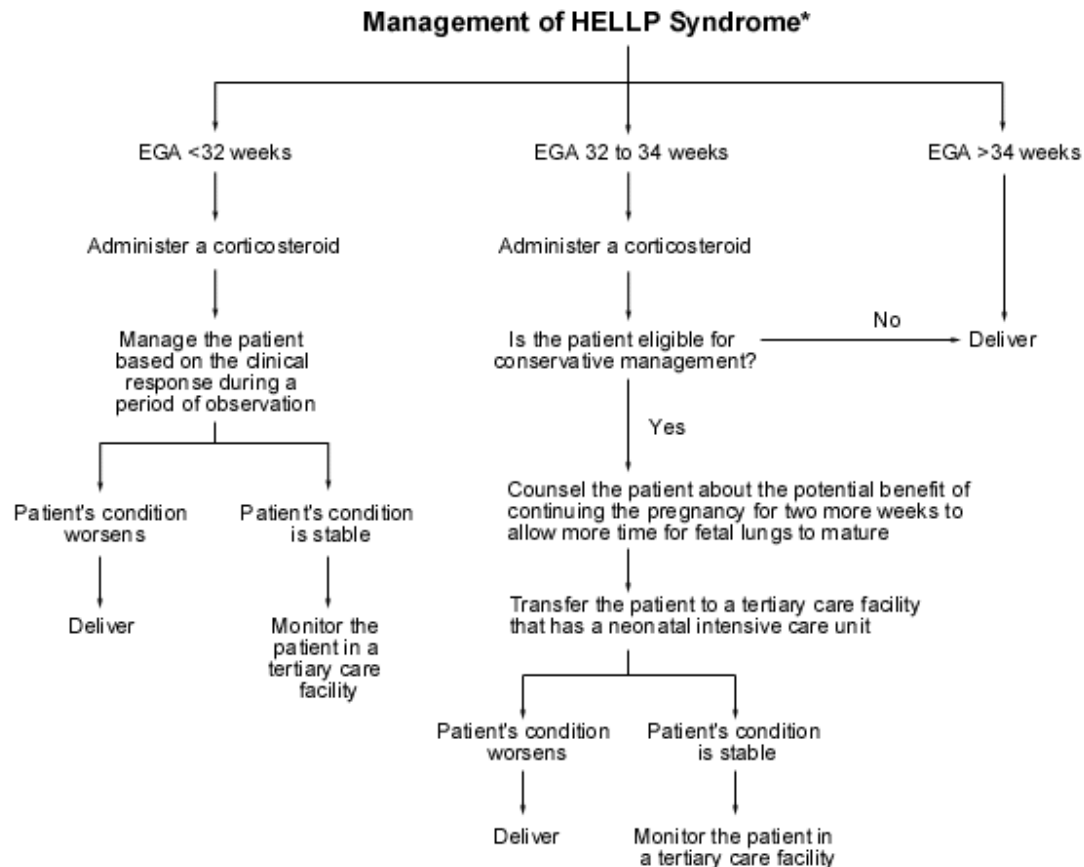 Management of HELLP Syndrome*
EGA <32 weeks
EGA 32 to 34 weeks
EGA >34 weeks
Administer a corticosteroid
Administer a corticosteroid
Manage the patient
based on the clinical
response during a
period of observation
Is the patient eligible for
conservative management?
No
Deliver
Yes
Patient's condition
worsens
Patient's condition
is stable
Counsel the patient about the potential benefit of
continuing the pregnancy for two more weeks to
allow more time for fetal lungs to mature
Deliver
Monitor the
patient in a
tertiary care
facility
Transfer the patient to a tertiary care facility
that has a neonatal intensive care unit
Patient's condition
worsens
Patient's condition
is stable
Deliver
Monitor the patient in
a tertiary care facility